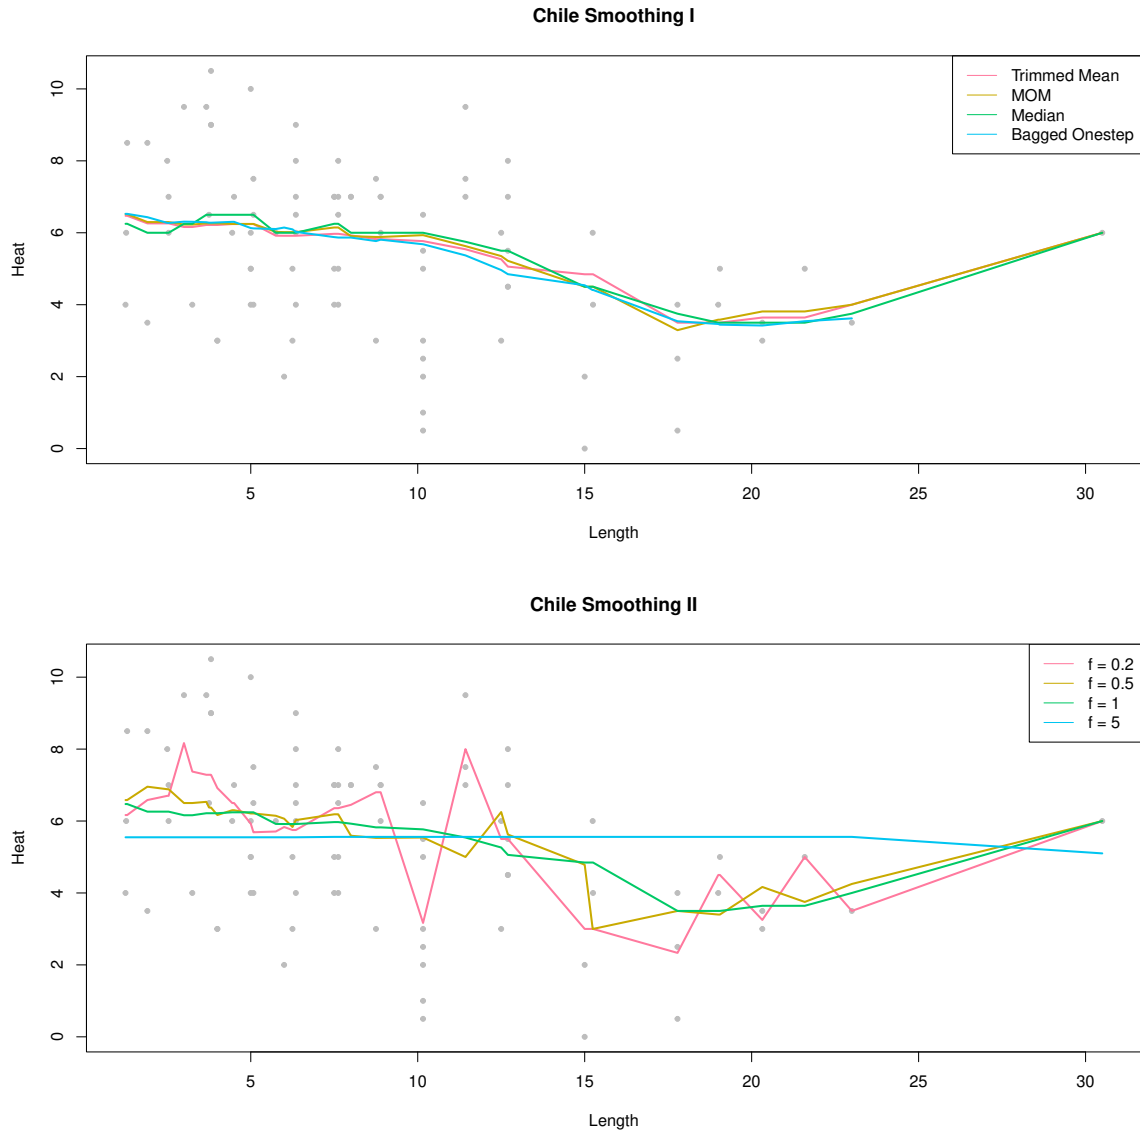 Chile Smoothing I
Trimmed Mean
MOM
Median
Bagged Onestep
Heat
0
2
4
6
8
10
5
10
15
20
25
30
Length
Chile Smoothing II
f = 0.2
f = 0.5
f = 1
f = 5
Heat
0
2
4
6
8
10
5
10
15
20
25
30
Length